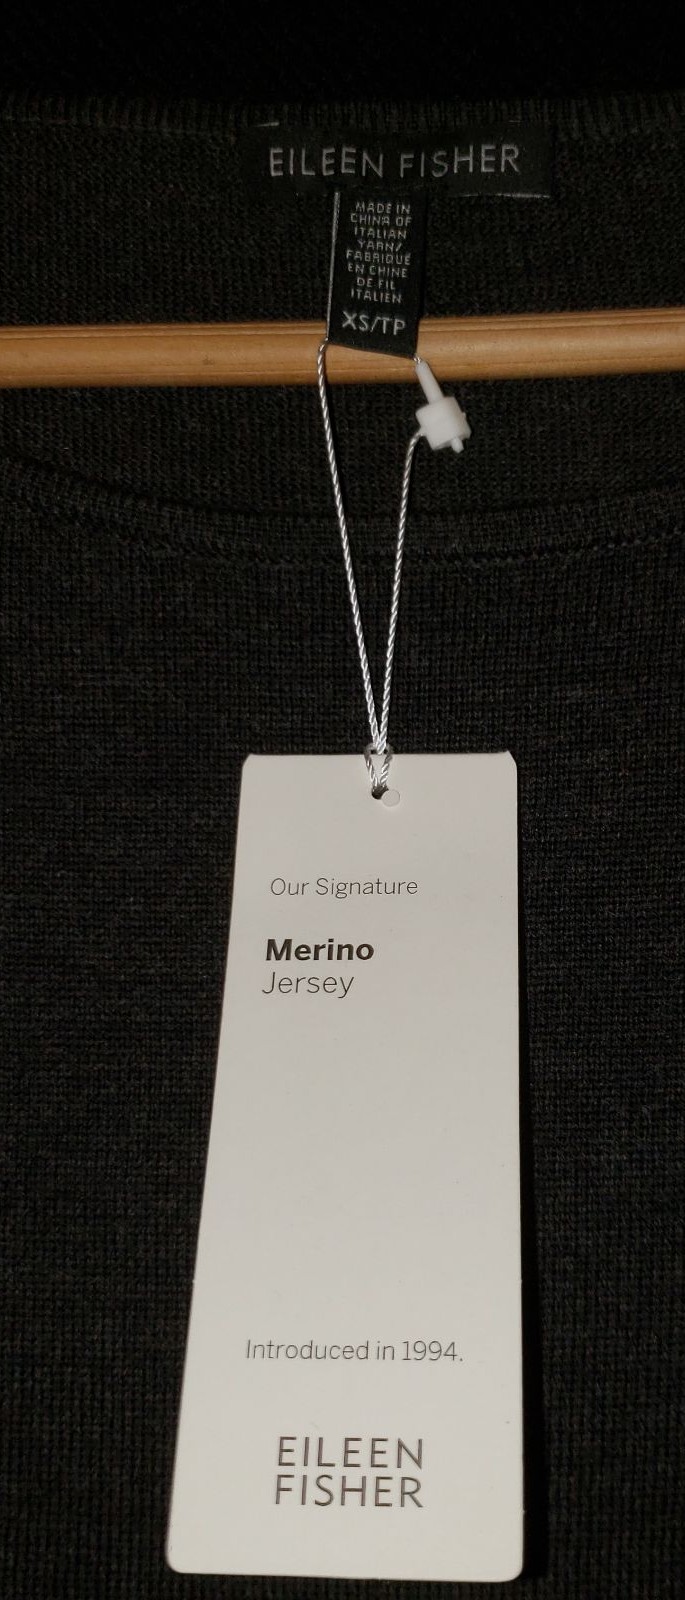 EILEEN FISHER
MADE IN
CHINA OF
ITALIAN
YARN/
FABRIQUÉ
EN CHINE
DE FIL
ITALIEN
XS/TP
Our Signature
Merino
Jersey
Introduced in 1994.
EILEEN
FISHER